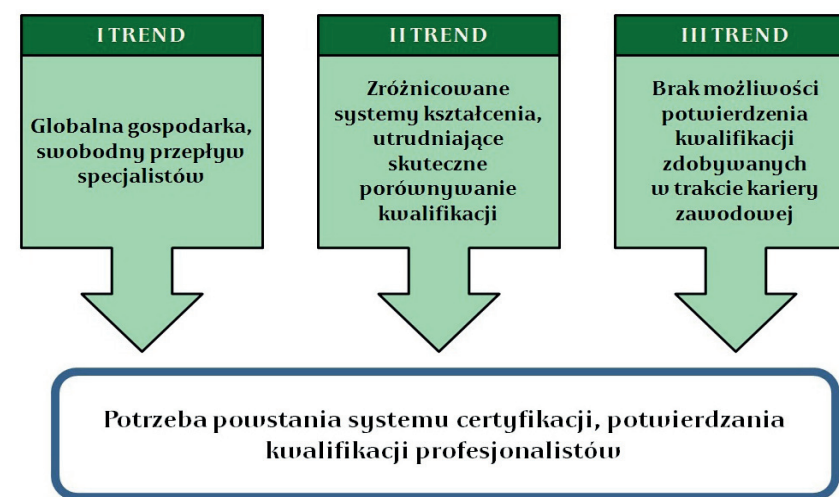 I TREND
Globalna gospodarka,
swobodny przepływ
specjalistów
II TREND
Zróżnicowane
systemy kształcenia,
utrudniające
skuteczne
porównywanie
kwalifikacji
III TREND
Brak możliwości
potwierdzenia
kwalifikacji
zdobywanych
w trakcie kariery
zawodowej
Potrzeba powstania systemu certyfikacji, potwierdzania
kwalifikacji profesjonalistów